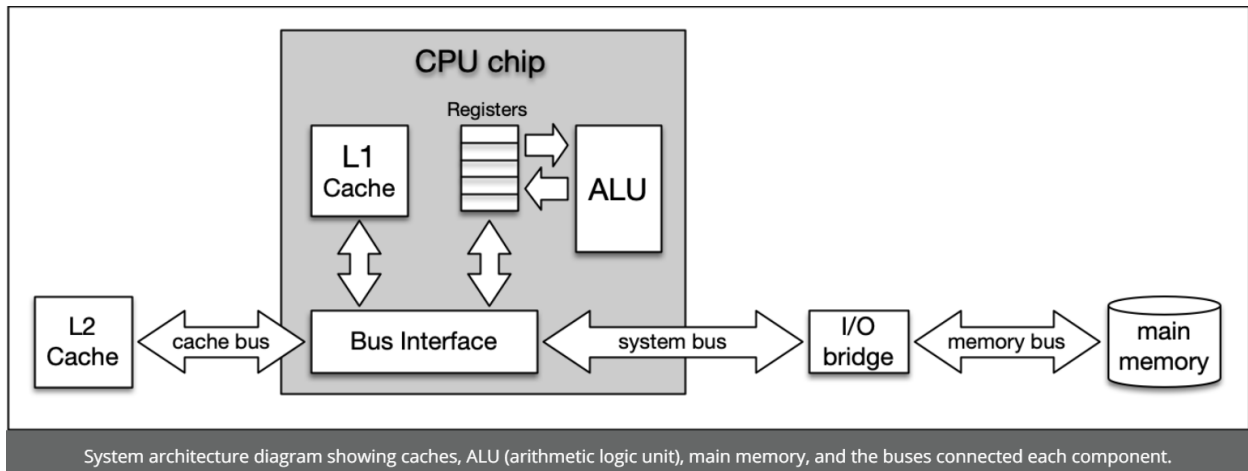 CPU chip
Registers
L1
Cache
ALU
L2
Cache
cache bus
Bus Interface
system bus
I/O
bridge
memory bus
main
memory
System architecture diagram showing caches, ALU (arithmetic logic unit), main memory, and the buses connected each component.